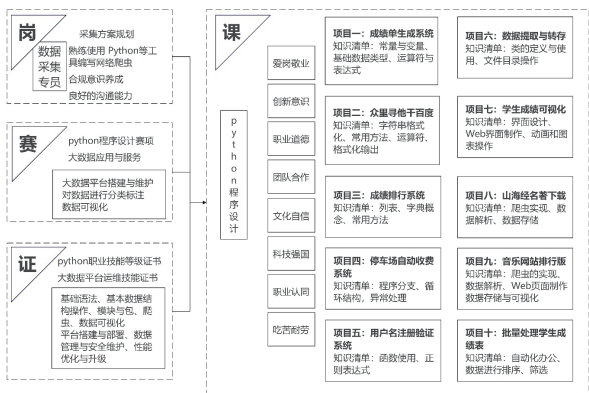 岗
采集方案规划
数据
采集
专员
熟练使用 Python等工
具编写网络爬虫
合规意识养成
良好的沟通能力
赛
python程序设计赛项
大数据应用与服务
大数据平台搭建与维护
对数据进行分类标注
数据可视化
证
python职业技能等级证书
大数据平台运维技能证书
基础语法、基本数据结
构操作、模块与包、爬
虫、数据可视化
平台搭建与部署、数据
管理与安全维护、性能
优化与升级
课
python程序设计
爱岗敬业
创新意识
职业道德
团队合作
文化自信
科技强国
职业认同
吃苦耐劳
项目一：成绩单生成系统
知识清单：常量与变量、
基础数据类型、运算符与
表达式
项目二：众里寻他千百度
知识清单：字符串格式
化、常用方法、运算符、
格式化输出
项目三：成绩排行系统
知识清单：列表、字典概
念、常用方法
项目四：停车场自动收费
系统
知识清单：程序分支、循
环结构，异常处理
项目五：用户名注册验证
系统
知识清单：函数使用、正
则表达式
项目六：数据提取与转存
知识清单：类的定义与使
用、文件目录操作
项目七：学生成绩可视化
知识清单：界面设计、
Web界面制作、动画和图
表操作
项目八：山海经名著下载
知识清单：爬虫实现、数
据解析、数据存储
项目九：音乐网站排行版
知识清单：爬虫的实现、
数据解析、Web页面制作
数据存储与可视化
项目十：批量处理学生成
绩表
知识清单：自动化办公、
数据进行排序、筛选